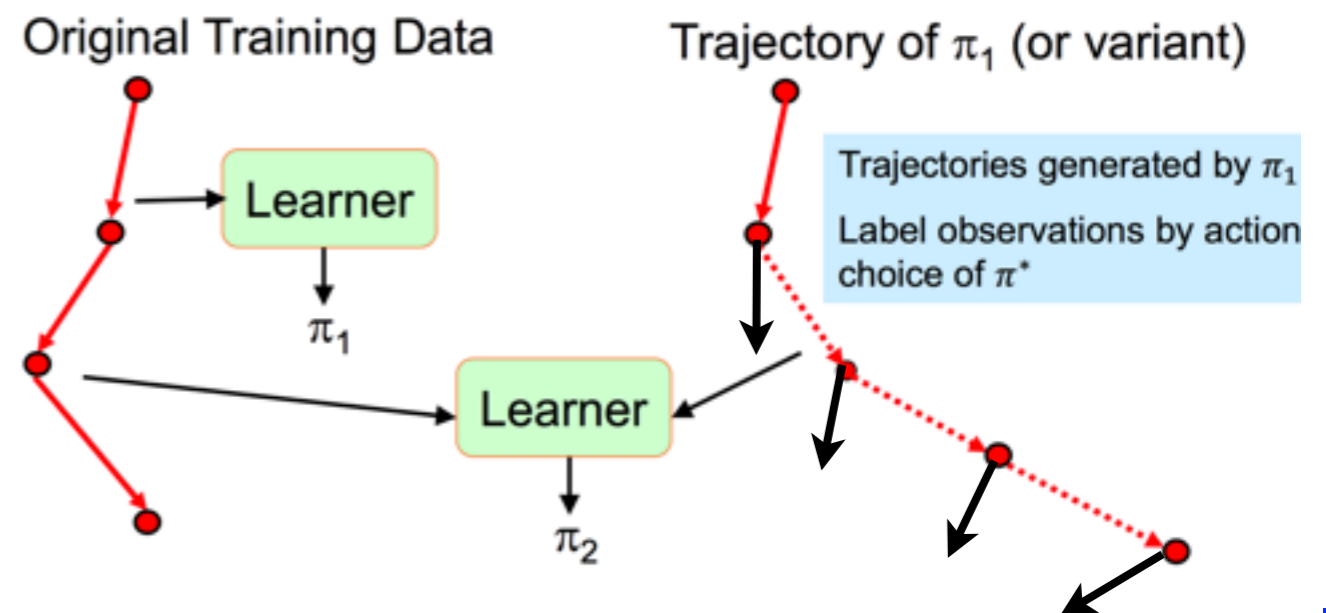 Original Training Data
Trajectory of π₁ (or variant)
Learner
π₁
Trajectories generated by π₁
Label observations by action
choice of π*
Learner
π₂